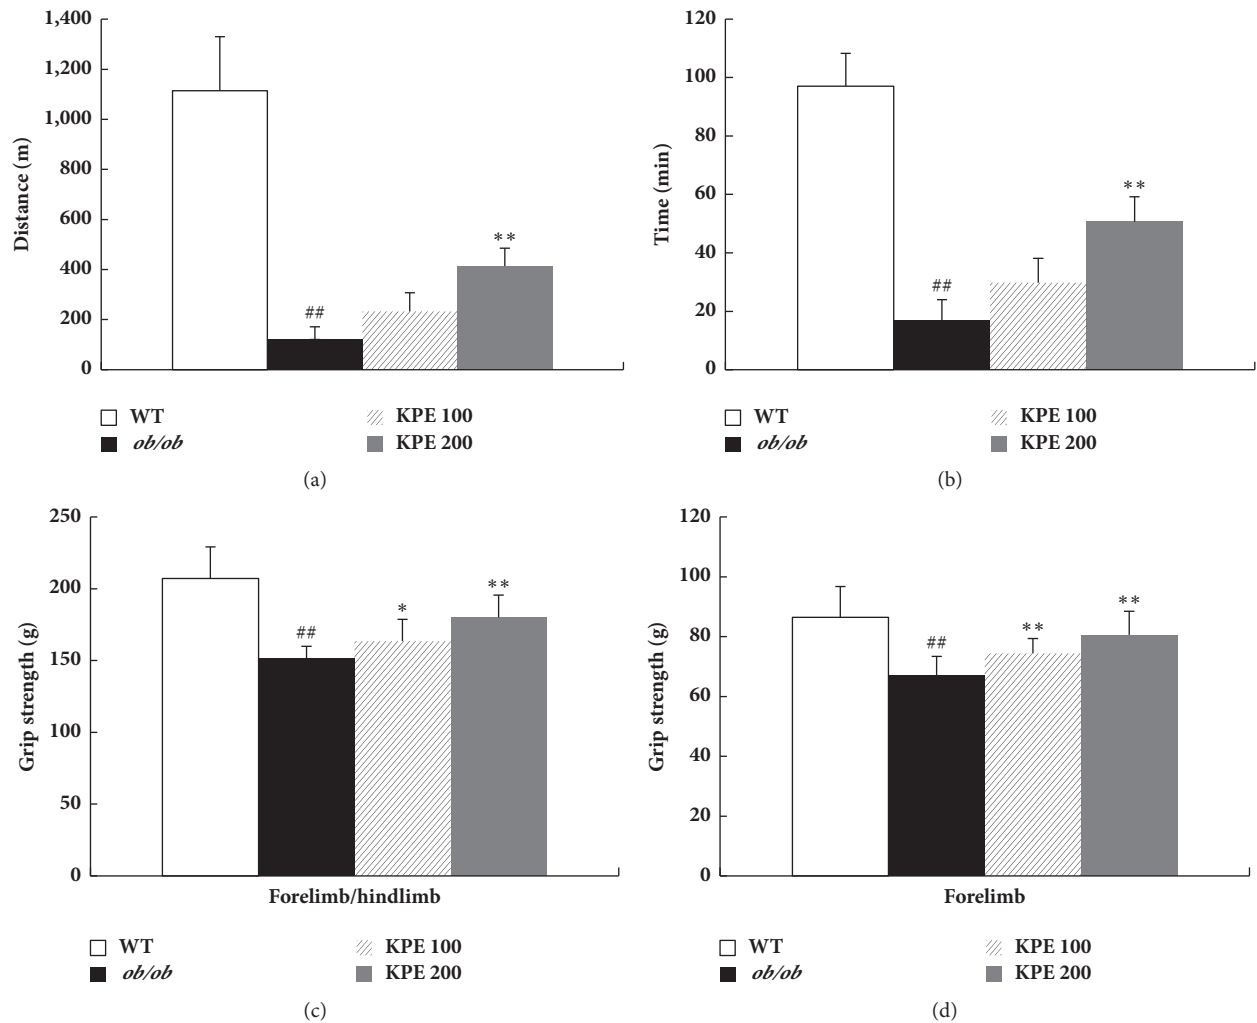 1,400
1,200
1,000
800
600
400
200
0
Distance (m)
##
**
WT
ob/ob
KPE 100
KPE 200
(a)
120
100
80
60
40
20
0
Time (min)
##
**
WT
ob/ob
KPE 100
KPE 200
(b)
250
200
150
100
50
0
Grip strength (g)
##
*
**
Forelimb/hindlimb
WT
ob/ob
KPE 100
KPE 200
(c)
120
100
80
60
40
20
0
Grip strength (g)
##
**
**
Forelimb
WT
ob/ob
KPE 100
KPE 200
(d)